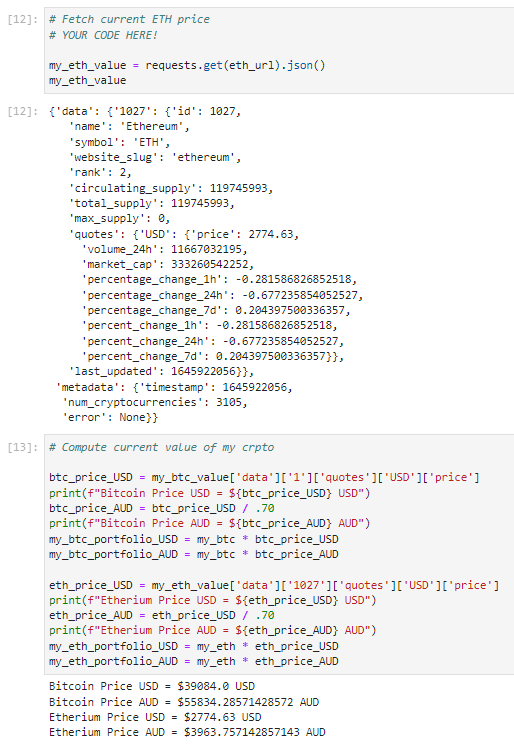 [12]: # Fetch current ETH price
# YOUR CODE HERE!
my_eth_value = requests.get(eth_url).json()
my_eth_value
[12]: {'data': {'1027': {'id': 1027,
'name': 'Ethereum',
'symbol': 'ETH',
'website_slug': 'ethereum',
'rank': 2,
'circulating_supply': 119745993,
'total_supply': 119745993,
'max_supply': 0,
'quotes': {'USD': {'price': 2774.63,
'volume_24h': 11667032195,
'market_cap': 333260542252,
'percentage_change_1h': -0.281586826852518,
'percentage_change_24h': -0.677235854052527,
'percentage_change_7d': 0.204397500336357,
'percent_change_1h': -0.281586826852518,
'percent_change_24h': -0.677235854052527,
'percent_change_7d': 0.204397500336357}},
'last_updated': 1645922056}},
'metadata': {'timestamp': 1645922056,
'num_cryptocurrencies': 3105,
'error': None}}
[13]: # Compute current value of my crpto
btc_price_USD = my_btc_value['data']['1']['quotes']['USD']['price']
print(f"Bitcoin Price USD = ${btc_price_USD} USD")
btc_price_AUD = btc_price_USD / .70
print(f"Bitcoin Price AUD = ${btc_price_AUD} AUD")
my_btc_portfolio_USD = my_btc * btc_price_USD
my_btc_portfolio_AUD = my_btc * btc_price_AUD
eth_price_USD = my_eth_value['data']['1027']['quotes']['USD']['price']
print(f"Etherium Price USD = ${eth_price_USD} USD")
eth_price_AUD = eth_price_USD / .70
print(f"Etherium Price AUD = ${eth_price_AUD} AUD")
my_eth_portfolio_USD = my_eth * eth_price_USD
my_eth_portfolio_AUD = my_eth * eth_price_AUD
Bitcoin Price USD = $39084.0 USD
Bitcoin Price AUD = $55834.28571428572 AUD
Etherium Price USD = $2774.63 USD
Etherium Price AUD = $3963.757142857143 AUD